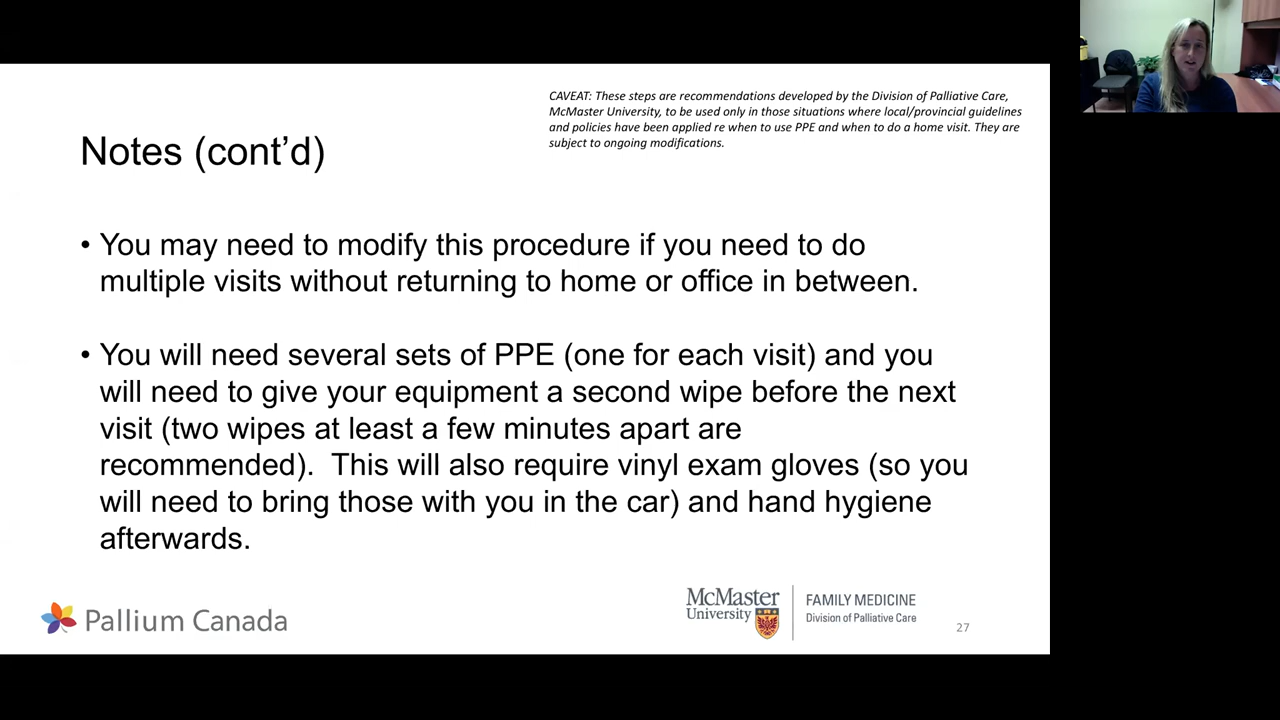 CAVEAT: These steps are recommendations developed by the Division of Palliative Care,
McMaster University, to be used only in those situations where local/provincial guidelines
and policies have been applied re when to use PPE and when to do a home visit. They are
subject to ongoing modifications.
Notes (cont’d)
• You may need to modify this procedure if you need to do
multiple visits without returning to home or office in between.
• You will need several sets of PPE (one for each visit) and you
will need to give your equipment a second wipe before the next
visit (two wipes at least a few minutes apart are
recommended).  This will also require vinyl exam gloves (so you
will need to bring those with you in the car) and hand hygiene
afterwards.
Pallium Canada
McMaster
University
FAMILY MEDICINE
Division of Palliative Care
27